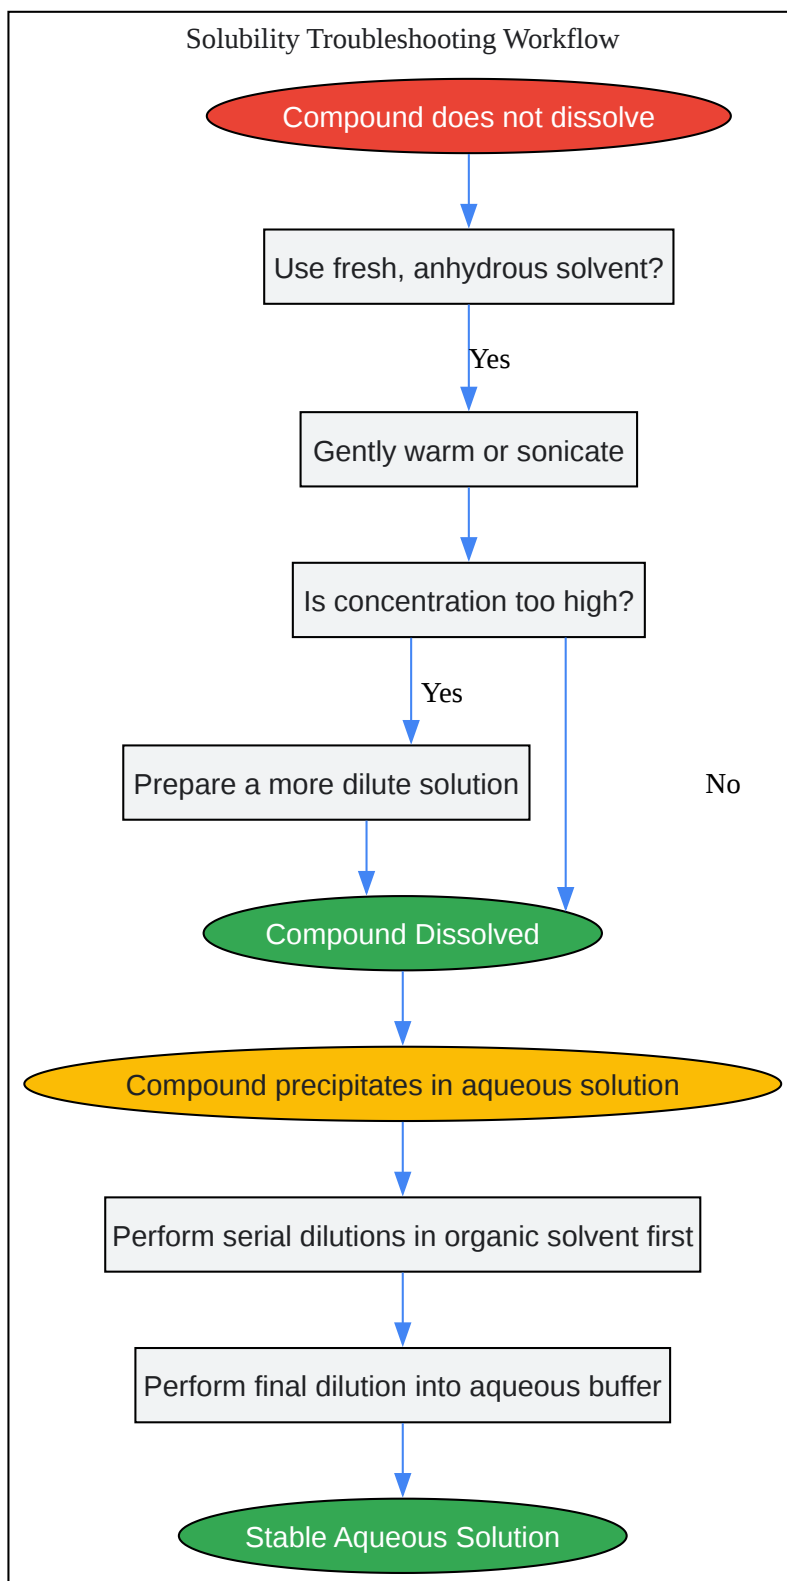 Solubility Troubleshooting Workflow
Compound does not dissolve
Use fresh, anhydrous solvent?
Yes
Gently warm or sonicate
Is concentration too high?
Yes
Prepare a more dilute solution
No
Compound Dissolved
Compound precipitates in aqueous solution
Perform serial dilutions in organic solvent first
Perform final dilution into aqueous buffer
Stable Aqueous Solution